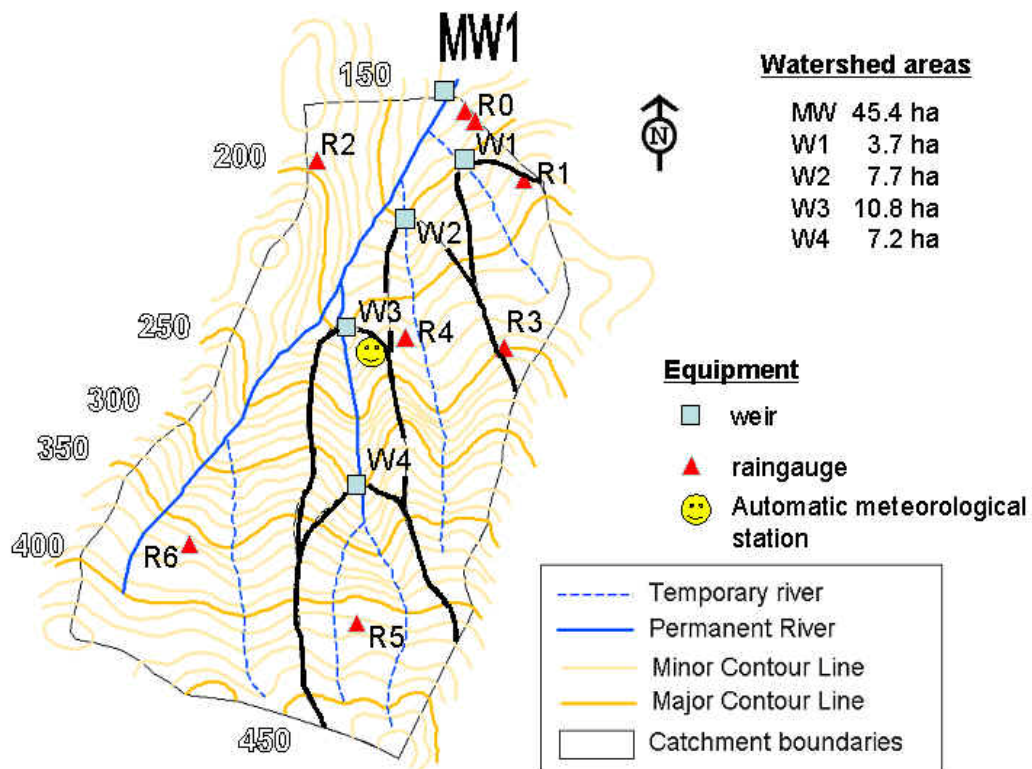 MW1
150
200
250
300
350
400
450
R0
R2
W1
R1
W2
W3
R4
R3
W4
R6
R5
N
Watershed areas
MW 45.4 ha
W1 3.7 ha
W2 7.7 ha
W3 10.8 ha
W4 7.2 ha
Equipment
weir
raingauge
Automatic meteorological
station
Temporary river
Permanent River
Minor Contour Line
Major Contour Line
Catchment boundaries